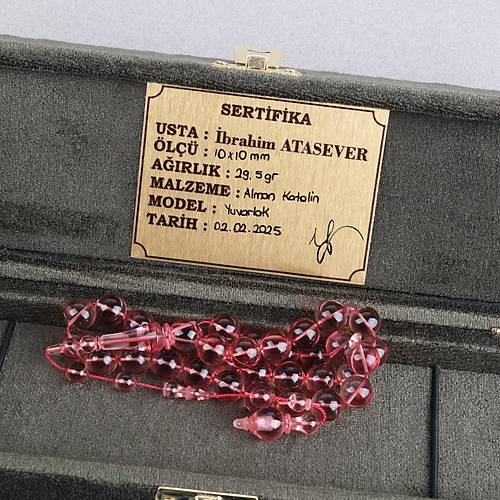 SERTİFİKA
USTA : İbrahim ATASEVER
ÖLÇÜ : 10x10 mm
AĞIRLIK : 29,5 gr
MALZEME : Alman Katalin
MODEL : Yuvarlak
TARİH : 02.02.2025